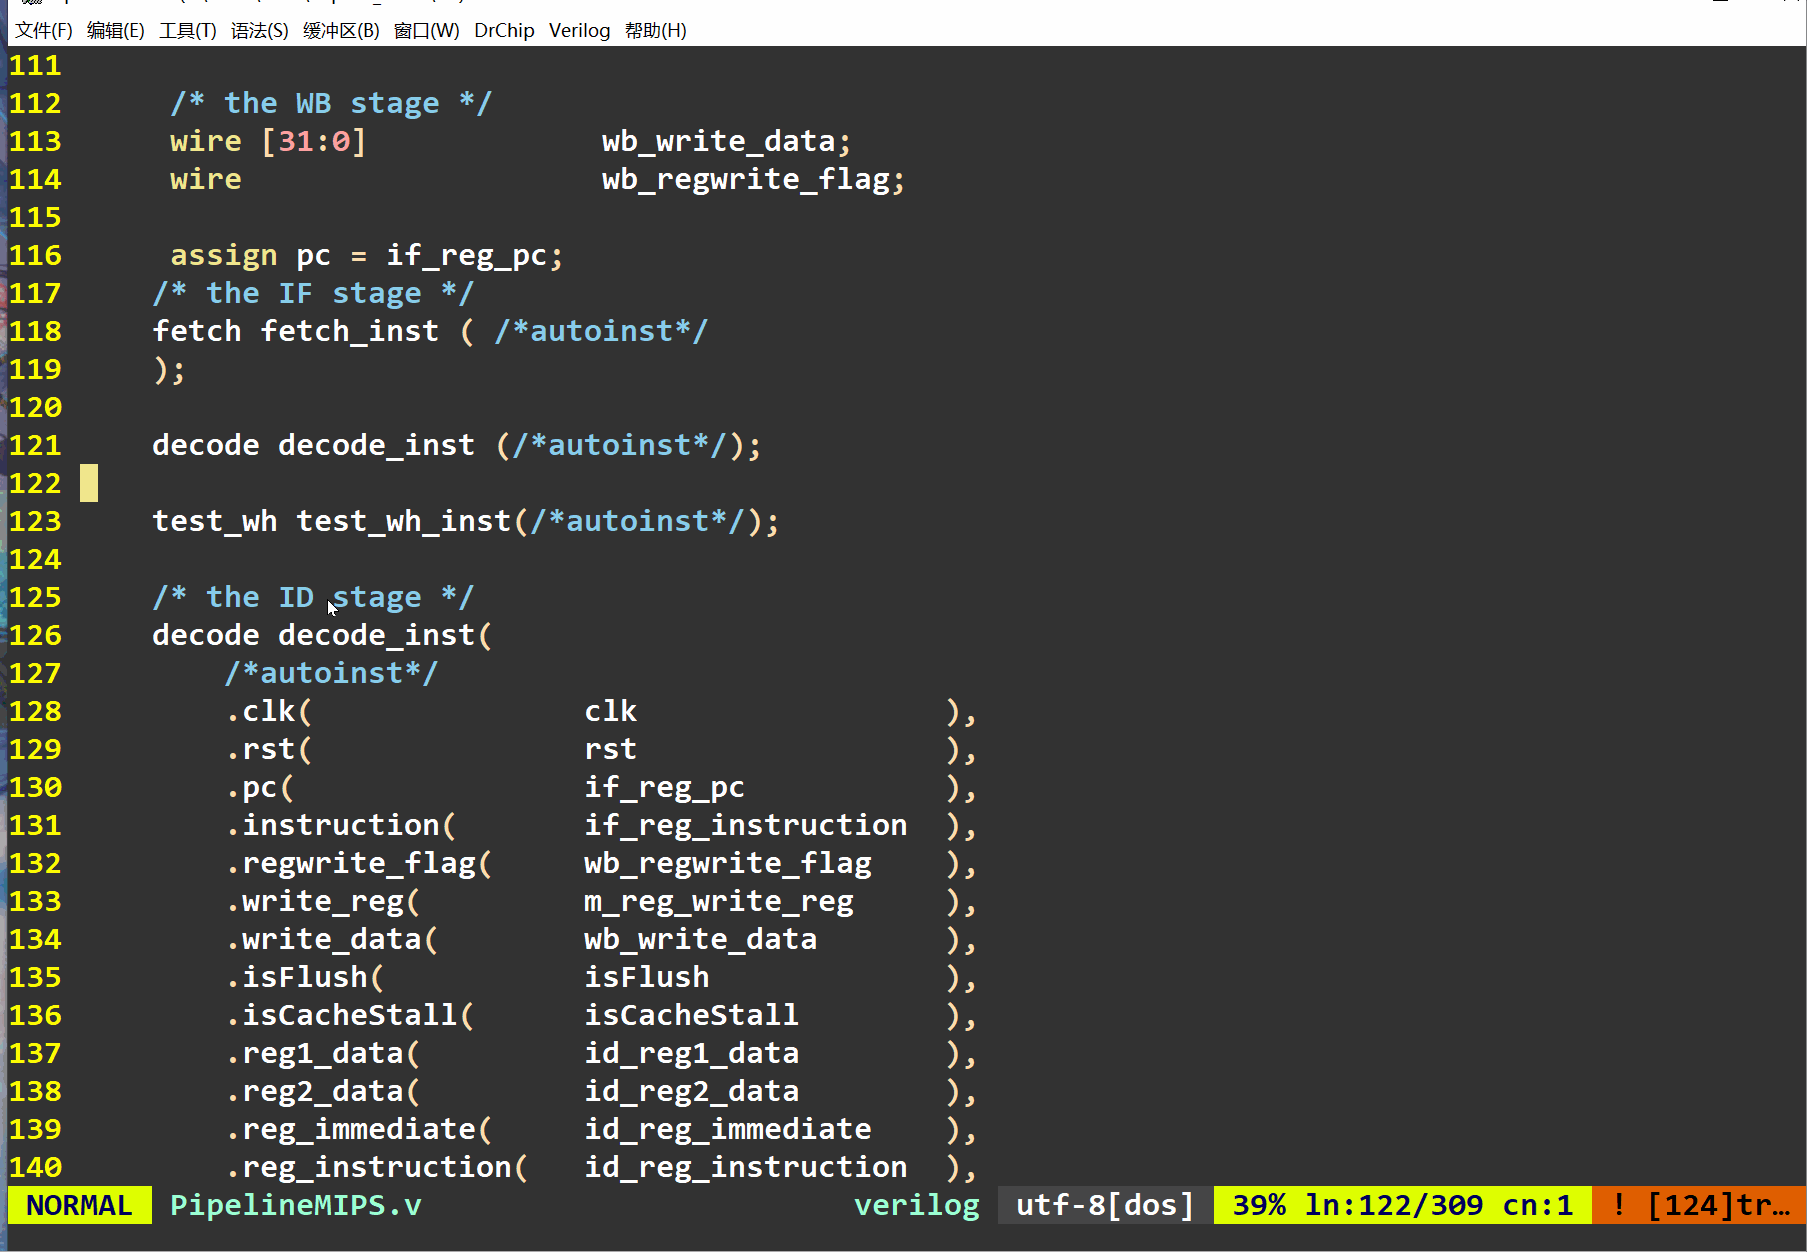 文件(F) 编辑(E) 工具(T) 语法(S) 缓冲区(B) 窗口(W) DrChip Verilog 帮助(H)
111
112 /* the WB stage */
113 wire [31:0] wb_write_data;
114 wire wb_regwrite_flag;
115
116 assign pc = if_reg_pc;
117 /* the IF stage */
118 fetch fetch_inst ( /*autoinst*/
119 );
120
121 decode decode_inst (/*autoinst*/);
122
123 test_wh test_wh_inst(/*autoinst*/);
124
125 /* the ID stage */
126 decode decode_inst(
127 /*autoinst*/
128 .clk( clk ),
129 .rst( rst ),
130 .pc( if_reg_pc ),
131 .instruction( if_reg_instruction ),
132 .regwrite_flag( wb_regwrite_flag ),
133 .write_reg( m_reg_write_reg ),
134 .write_data( wb_write_data ),
135 .isFlush( isFlush ),
136 .isCacheStall( isCacheStall ),
137 .reg1_data( id_reg1_data ),
138 .reg2_data( id_reg2_data ),
139 .reg_immediate( id_reg_immediate ),
140 .reg_instruction( id_reg_instruction ),
NORMAL PipelineMIPS.v verilog utf-8[dos] 39% ln:122/309 cn:1 ! [124]tr…